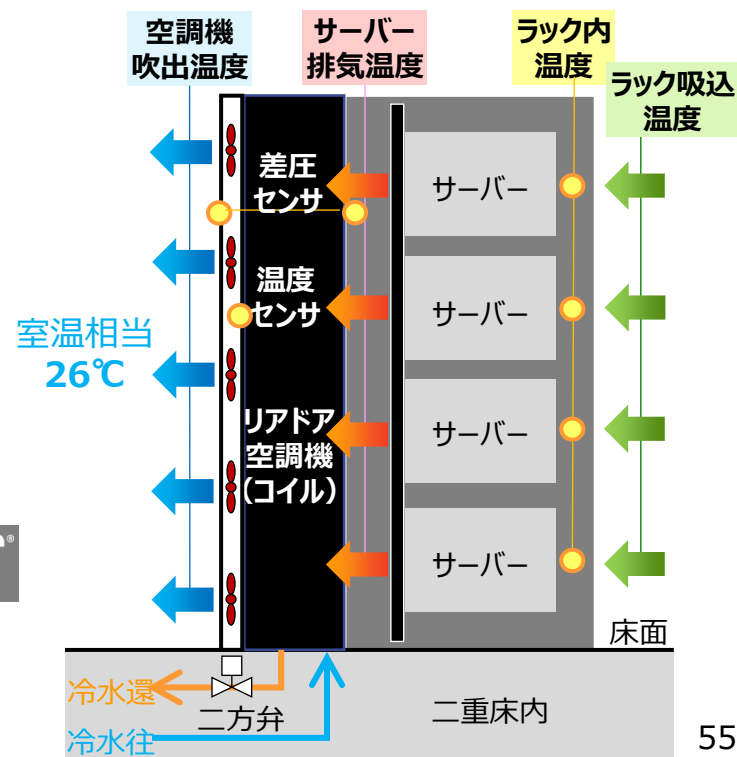 空調機
吹出温度
サーバー
排気温度
ラック内
温度
ラック吸込
温度
差圧
センサ
サーバー
温度
センサ
サーバー
室温相当
26℃
リアドア
空調機
(コイル)
サーバー
サーバー
床面
冷水還
二方弁
二重床内
冷水往
55